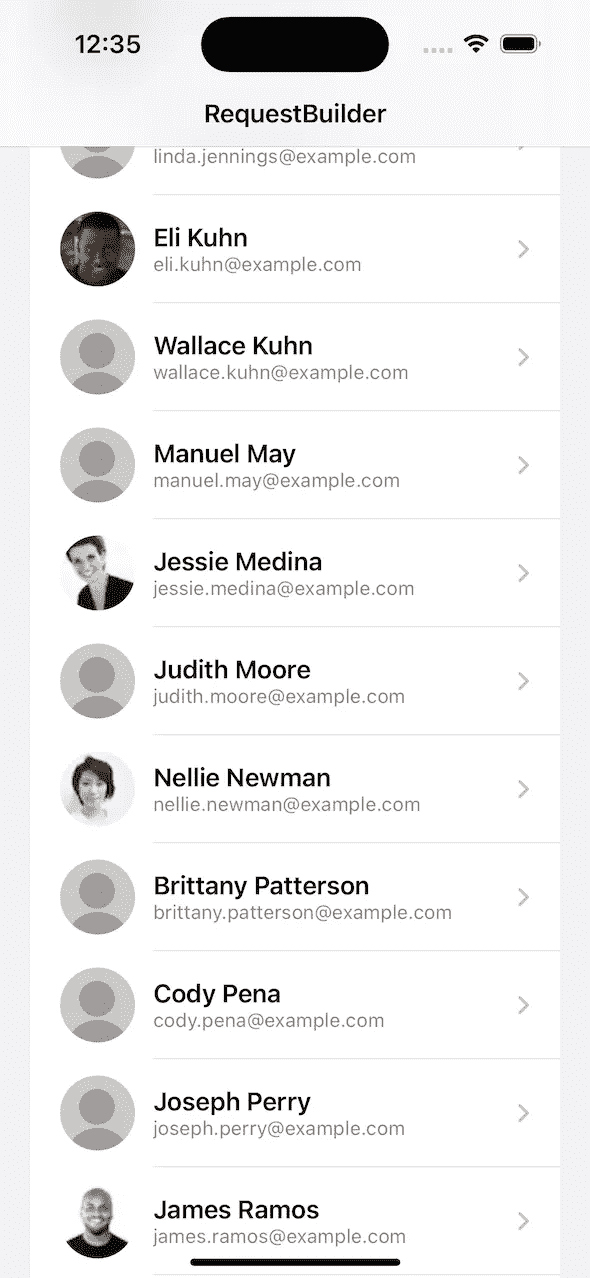 12:35
RequestBuilder
linda.jennings@example.com
Eli Kuhn
eli.kuhn@example.com
Wallace Kuhn
wallace.kuhn@example.com
Manuel May
manuel.may@example.com
Jessie Medina
jessie.medina@example.com
Judith Moore
judith.moore@example.com
Nellie Newman
nellie.newman@example.com
Brittany Patterson
brittany.patterson@example.com
Cody Pena
cody.pena@example.com
Joseph Perry
joseph.perry@example.com
James Ramos
james.ramos@example.com